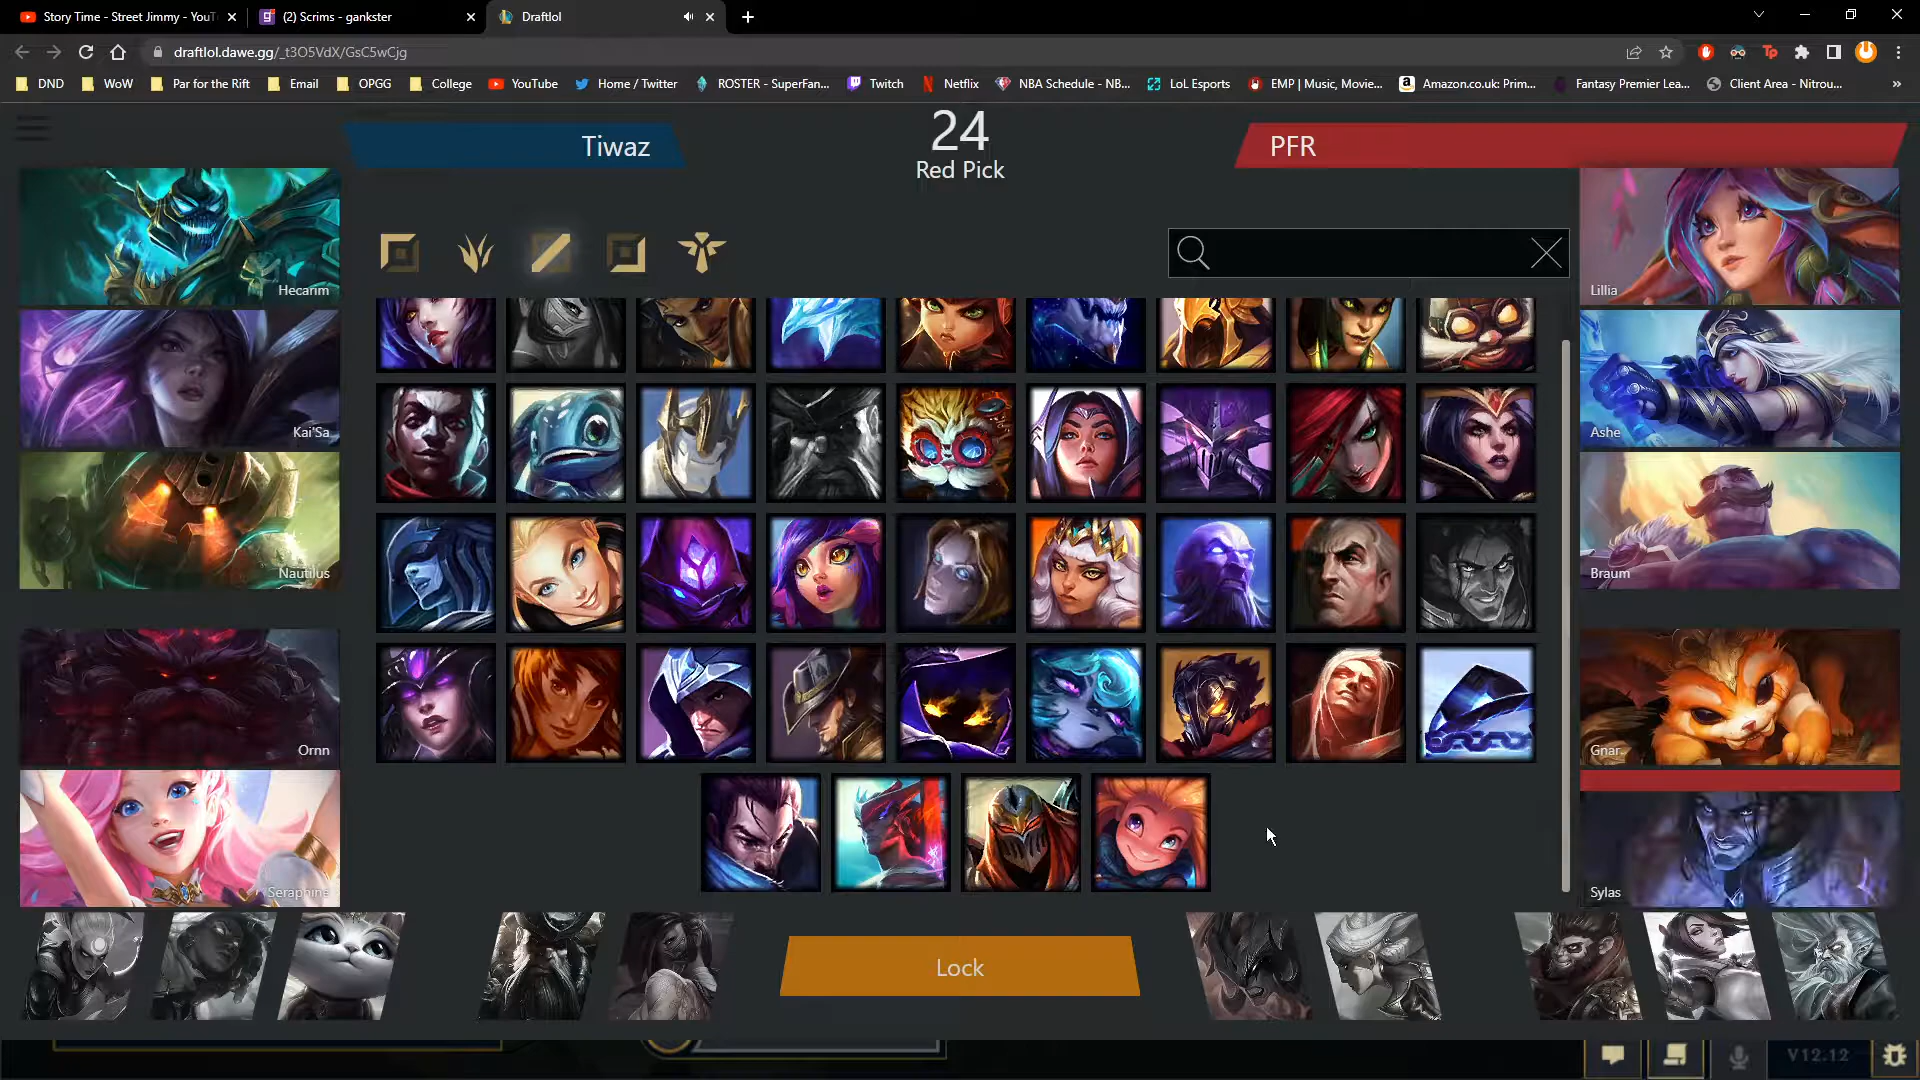 Story Time - Street Jimmy - YouT
(2) Scrims - gankster
Draftlol
draftlol.dawe.gg/_t3O5VdX/GsC5wCjg
DND
WoW
Par for the Rift
Email
OPGG
College
YouTube
Home / Twitter
ROSTER - SuperFan...
Twitch
Netflix
NBA Schedule - NB...
LoL Esports
EMP | Music, Movie...
Amazon.co.uk: Prim...
Fantasy Premier Lea...
Client Area - Nitrou...
»
Tiwaz
24
Red Pick
PFR
Hecarim
Kai'Sa
Nautilus
Ornn
Seraphine
Lillia
Ashe
Braum
Gnar
Sylas
Lock
V12.12